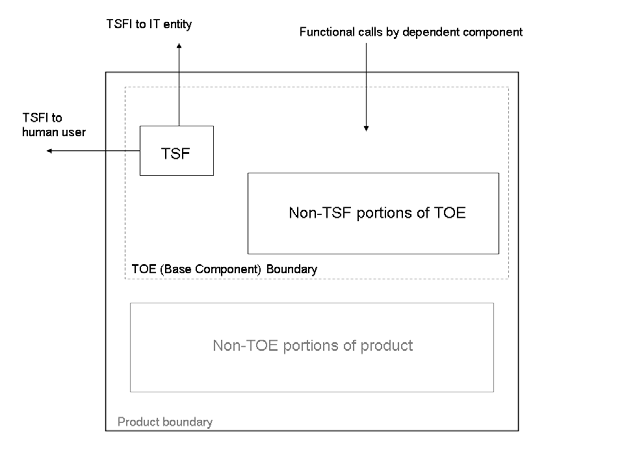 TSFI to IT entity
Functional calls by dependent component
TSFI to
human user
TSF
Non-TSF portions of TOE
TOE (Base Component) Boundary
Non-TOE portions of product
Product boundary